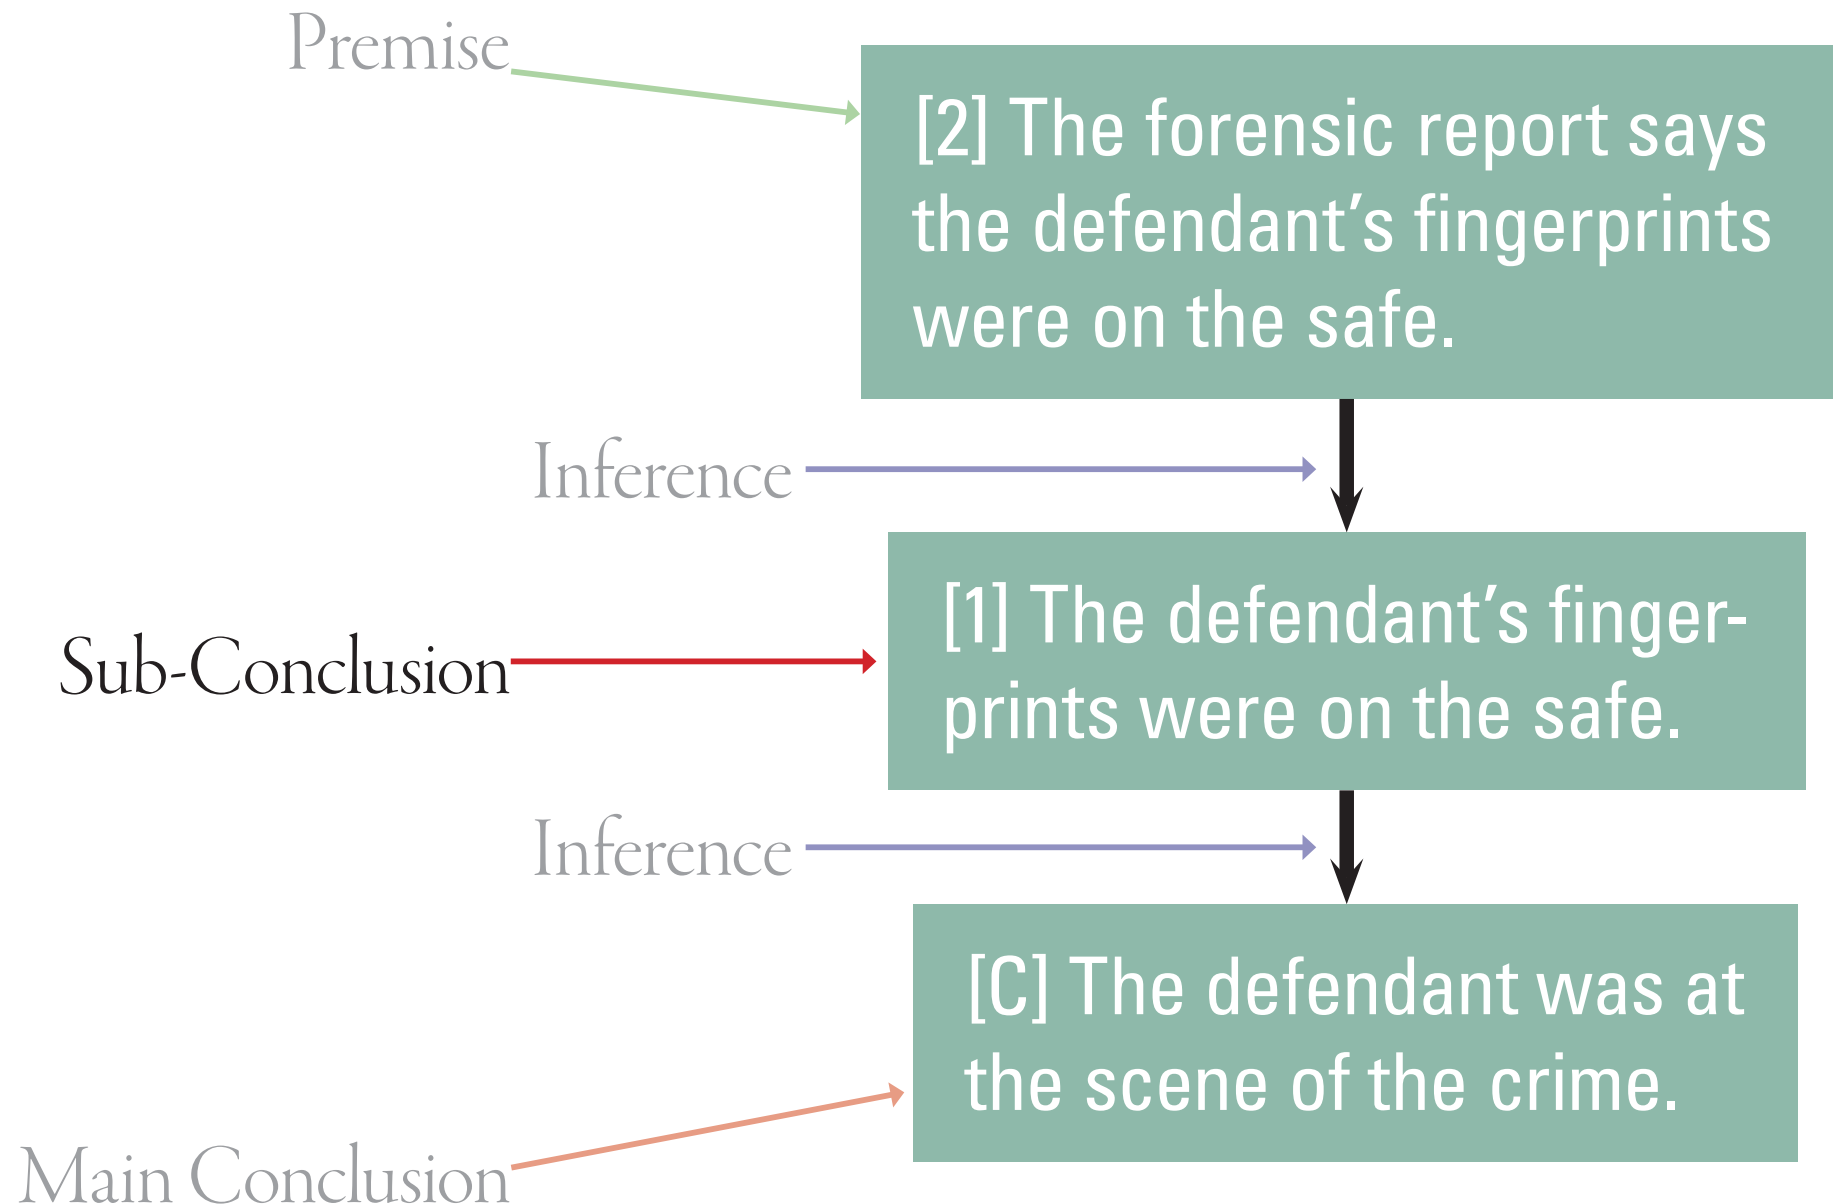 Premise
[2] The forensic report says
the defendant’s fingerprints
were on the safe.
Inference
[1] The defendant’s finger-
prints were on the safe.
Sub-Conclusion
Inference
[C] The defendant was at
the scene of the crime.
Main Conclusion